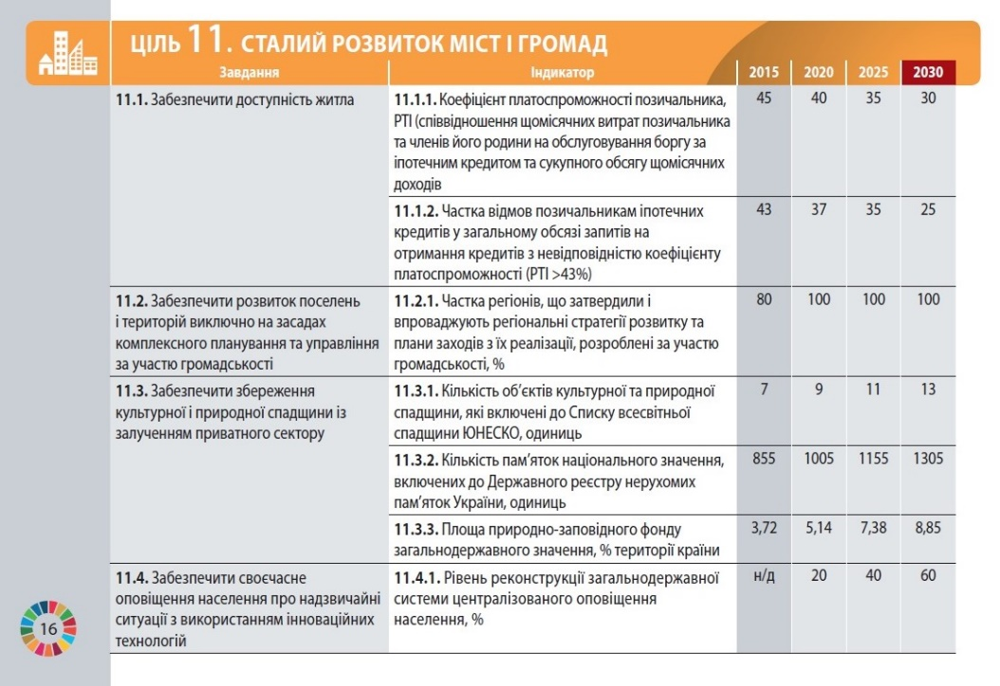 ЦІЛЬ 11. СТАЛИЙ РОЗВИТОК МІСТ І ГРОМАД
Завдання Індикатор 2015 2020 2025 2030
11.1. Забезпечити доступність житла
11.1.1. Коефіцієнт платоспроможності позичальника, 45 40 35 30
РТІ (співвідношення щомісячних витрат позичальника
та членів його родини на обслуговування боргу за
іпотечним кредитом та сукупного обсягу щомісячних
доходів
11.1.2. Частка відмов позичальникам іпотечних 43 37 35 25
кредитів у загальному обсязі запитів на
отримання кредитів з невідповідністю коефіцієнту
платоспроможності (РТІ >43%)
11.2. Забезпечити розвиток поселень
і територій виключно на засадах
комплексного планування та управління
за участю громадськості
11.2.1. Частка регіонів, що затвердили і 80 100 100 100
впроваджують регіональні стратегії розвитку та
плани заходів з їх реалізації, розроблені за участю
громадськості, %
11.3. Забезпечити збереження
культурної і природної спадщини із
залученням приватного сектору
11.3.1. Кількість об’єктів культурної та природної 7 9 11 13
спадщини, які включені до Списку всесвітньої
спадщини ЮНЕСКО, одиниць
11.3.2. Кількість пам’яток національного значення, 855 1005 1155 1305
включених до Державного реєстру нерухомих
пам’яток України, одиниць
11.3.3. Площа природно-заповідного фонду 3,72 5,14 7,38 8,85
загальнодержавного значення, % території країни
11.4. Забезпечити своєчасне
оповіщення населення про надзвичайні
ситуації з використанням інноваційних
технологій
11.4.1. Рівень реконструкції загальнодержавної н/д 20 40 60
системи централізованого оповіщення
населення, %
16